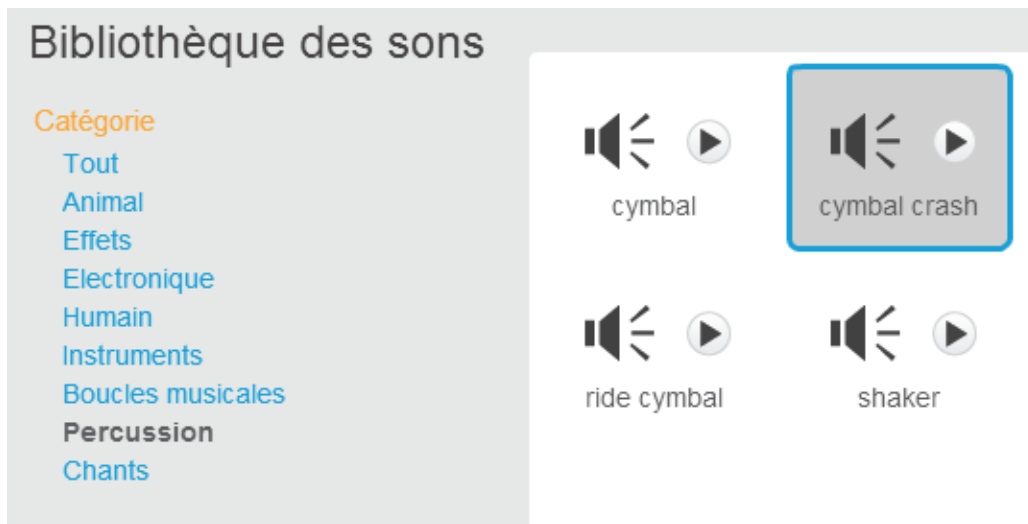 Bibliothèque des sons
Catégorie
Tout
Animal
Effets
Electronique
Humain
Instruments
Boucles musicales
Percussion
Chants
cymbal
cymbal crash
ride cymbal
shaker